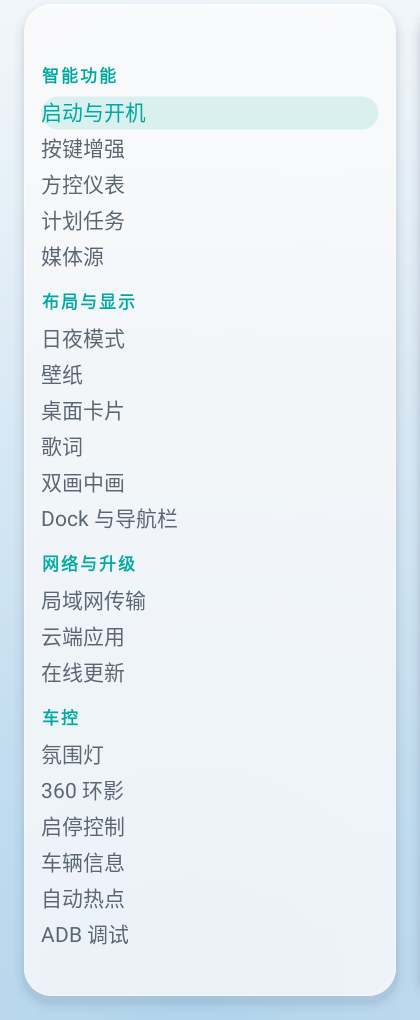 智能功能
启动与开机
按键增强
方控仪表
计划任务
媒体源
布局与显示
日夜模式
壁纸
桌面卡片
歌词
双画中画
Dock 与导航栏
网络与升级
局域网传输
云端应用
在线更新
车控
氛围灯
360 环影
启停控制
车辆信息
自动热点
ADB 调试